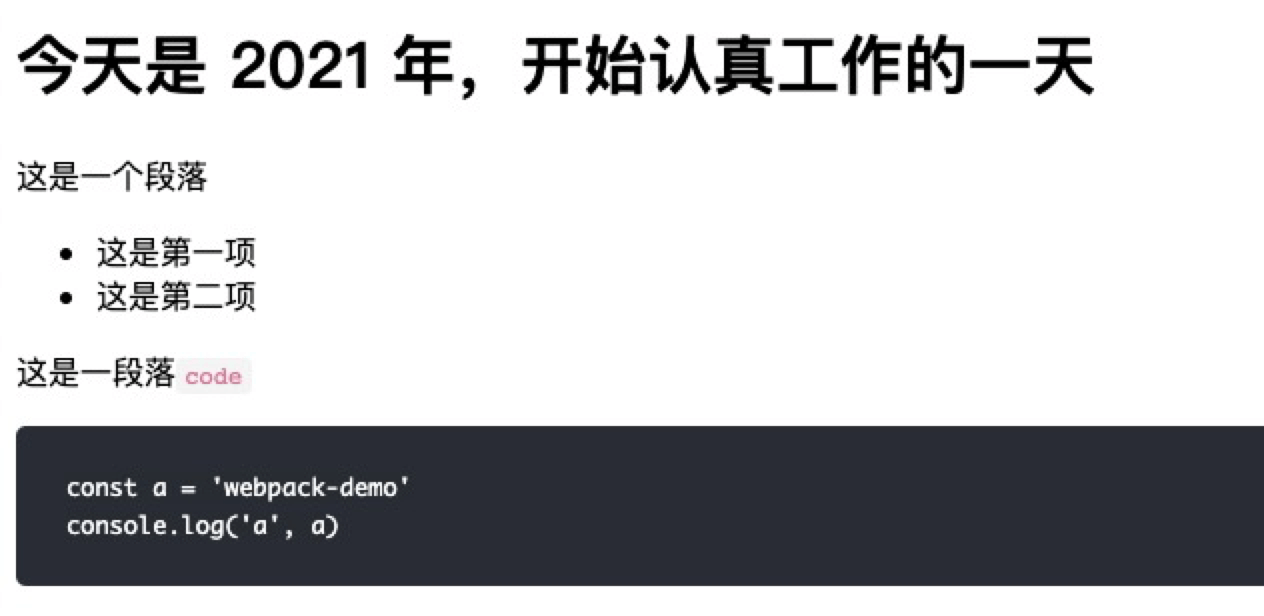 今天是 2021 年，开始认真工作的一天
这是一个段落
• 这是第一项
• 这是第二项
这是一段落 code
const a = 'webpack-demo'
console.log('a', a)